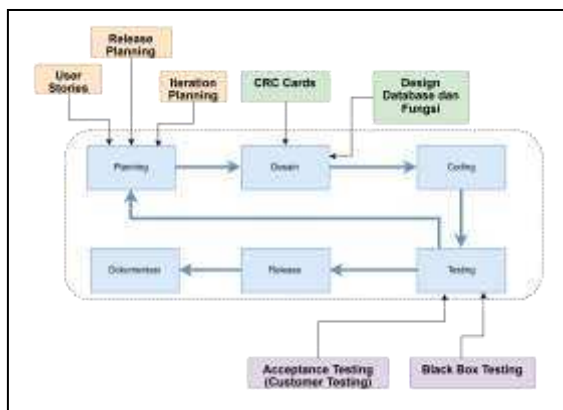 Release
Planning
User
Stories
Iteration
Planning
CRC Cards
Design
Database dan
Fungsi
Planning
Desain
Coding
Dokumentasi
Release
Testing
Acceptance Testing
(Customer Testing)
Black Box Testing